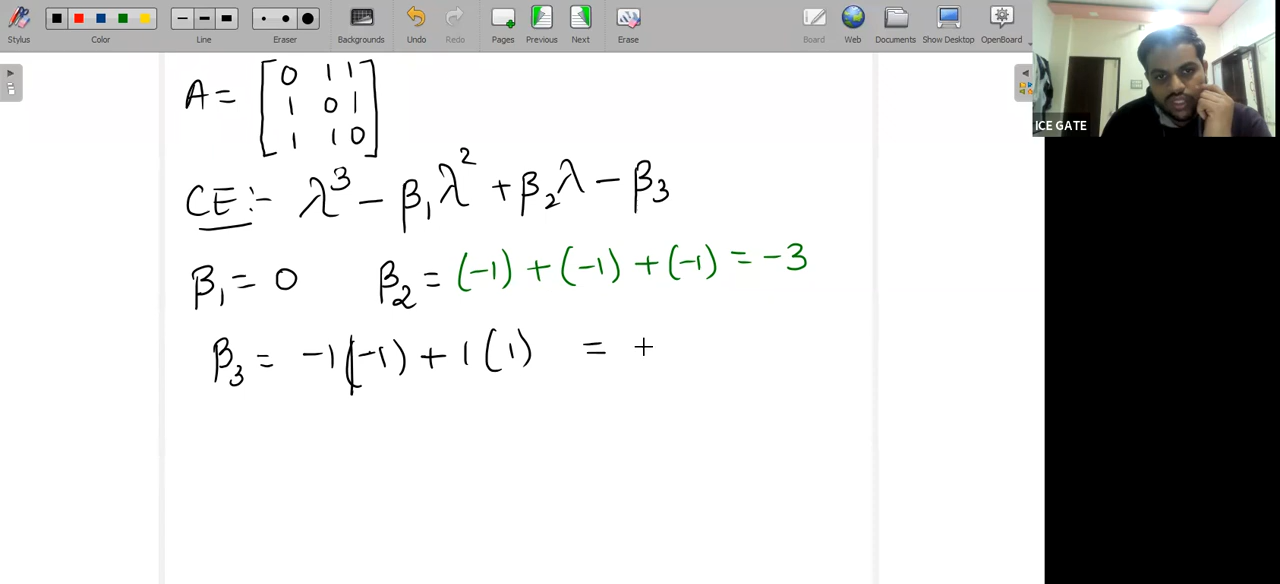 Stylus Color Line Eraser Backgrounds Undo Redo Pages Previous Next Erase Board Web Documents Show Desktop OpenBoard
ICE GATE
A = [0 1 1
1 0 1
1 1 0]
CE:- λ³ - β₁λ² + β₂λ - β₃
β₁ = 0 β₂ = (-1) + (-1) + (-1) = -3
β₃ = -1(-1) + 1(1) = +